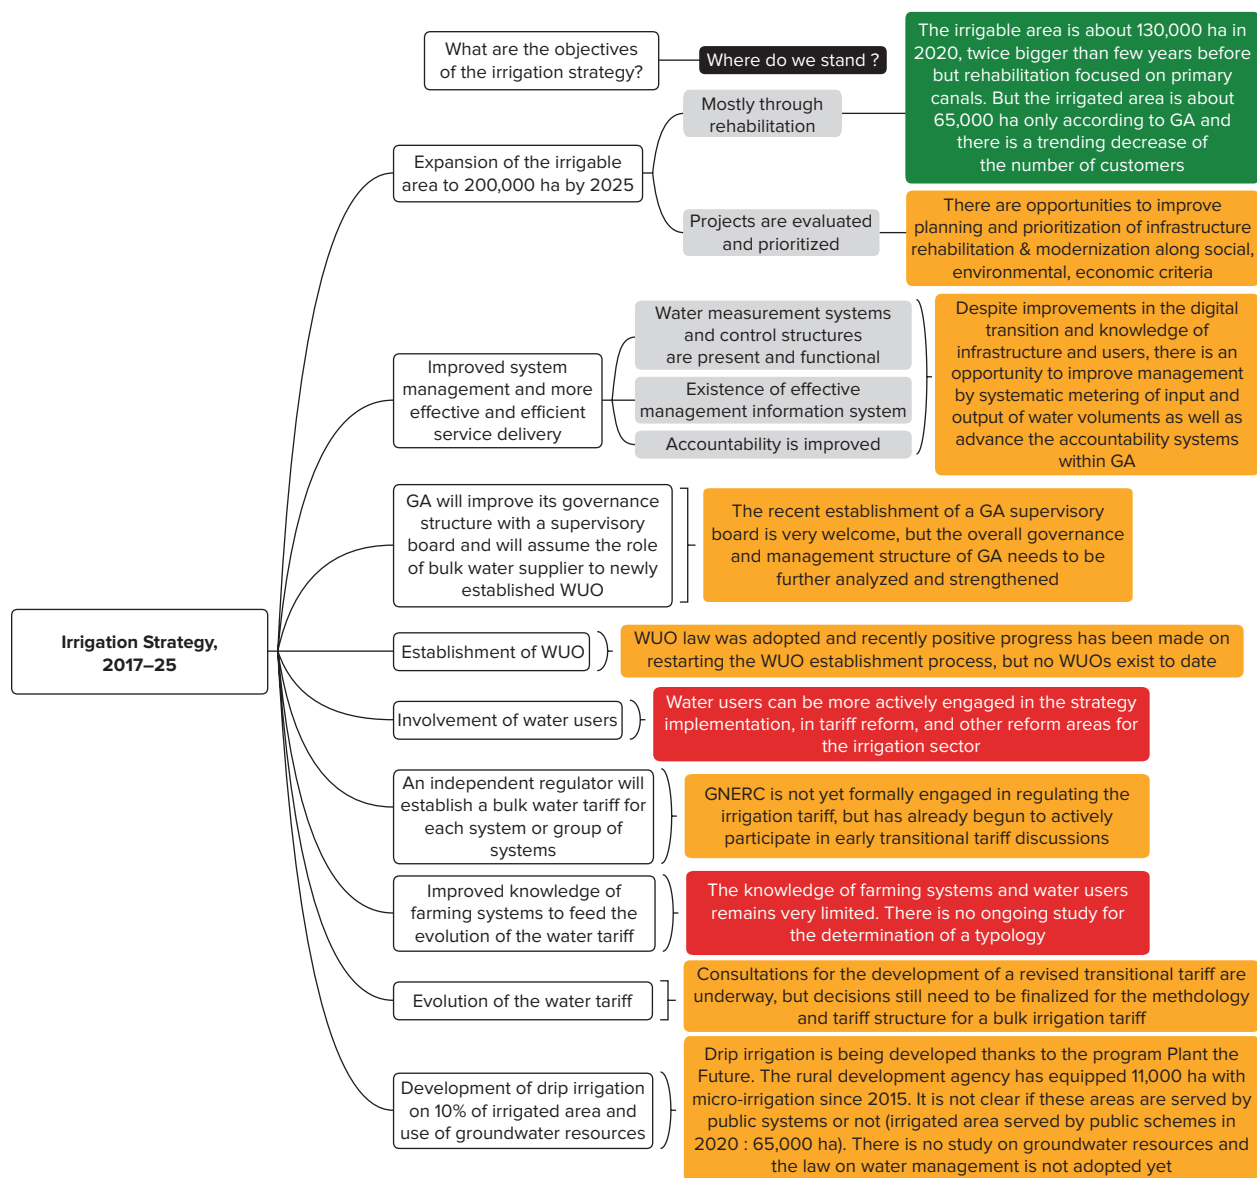 What are the objectives
of the irrigation strategy?
Where do we stand ?
The irrigable area is about 130,000 ha in
2020, twice bigger than few years before
but rehabilitation focused on primary
canals. But the irrigated area is about
65,000 ha only according to GA and
there is a trending decrease of
the number of customers
Mostly through
rehabilitation
Expansion of the irrigable
area to 200,000 ha by 2025
Projects are evaluated
and prioritized
There are opportunities to improve
planning and prioritization of infrastructure
rehabilitation & modernization along social,
environmental, economic criteria
Improved system
management and more
effective and efficient
service delivery
Water measurement systems
and control structures
are present and functional
Existence of effective
management information system
Accountability is improved
Despite improvements in the digital
transition and knowledge of
infrastructure and users, there is an
opportunity to improve management
by systematic metering of input and
output of water voluments as well as
advance the accountability systems
within GA
GA will improve its governance
structure with a supervisory
board and will assume the role
of bulk water supplier to newly
established WUO
The recent establishment of a GA supervisory
board is very welcome, but the overall governance
and management structure of GA needs to be
further analyzed and strengthened
Irrigation Strategy,
2017–25
Establishment of WUO
WUO law was adopted and recently positive progress has been made on
restarting the WUO establishment process, but no WUOs exist to date
Involvement of water users
Water users can be more actively engaged in the strategy
implementation, in tariff reform, and other reform areas for
the irrigation sector
An independent regulator will
establish a bulk water tariff for
each system or group of
systems
GNERC is not yet formally engaged in regulating the
irrigation tariff, but has already begun to actively
participate in early transitional tariff discussions
Improved knowledge of
farming systems to feed the
evolution of the water tariff
The knowledge of farming systems and water users
remains very limited. There is no ongoing study for
the determination of a typology
Evolution of the water tariff
Consultations for the development of a revised transitional tariff are
underway, but decisions still need to be finalized for the methdology
and tariff structure for a bulk irrigation tariff
Development of drip irrigation
on 10% of irrigated area and
use of groundwater resources
Drip irrigation is being developed thanks to the program Plant the
Future. The rural development agency has equipped 11,000 ha with
micro-irrigation since 2015. It is not clear if these areas are served by
public systems or not (irrigated area served by public schemes in
2020 : 65,000 ha). There is no study on groundwater resources and
the law on water management is not adopted yet